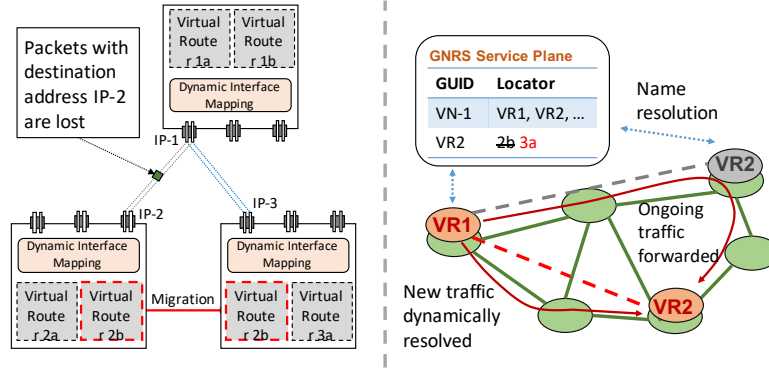 Packets with
destination
address IP-2
are lost
Virtual
Route
r 1a
Virtual
Route
r 1b
Dynamic Interface
Mapping
IP-1
IP-2
IP-3
Dynamic Interface
Mapping
Dynamic Interface
Mapping
Virtual
Route
r 2a
Virtual
Route
r 2b
Migration
Virtual
Route
r 2b
Virtual
Route
r 3a
GNRS Service Plane
GUID Locator
VN-1 VR1, VR2, ...
VR2 2b 3a
Name
resolution
VR2
VR1
Ongoing
traffic
forwarded
VR2
New traffic
dynamically
resolved